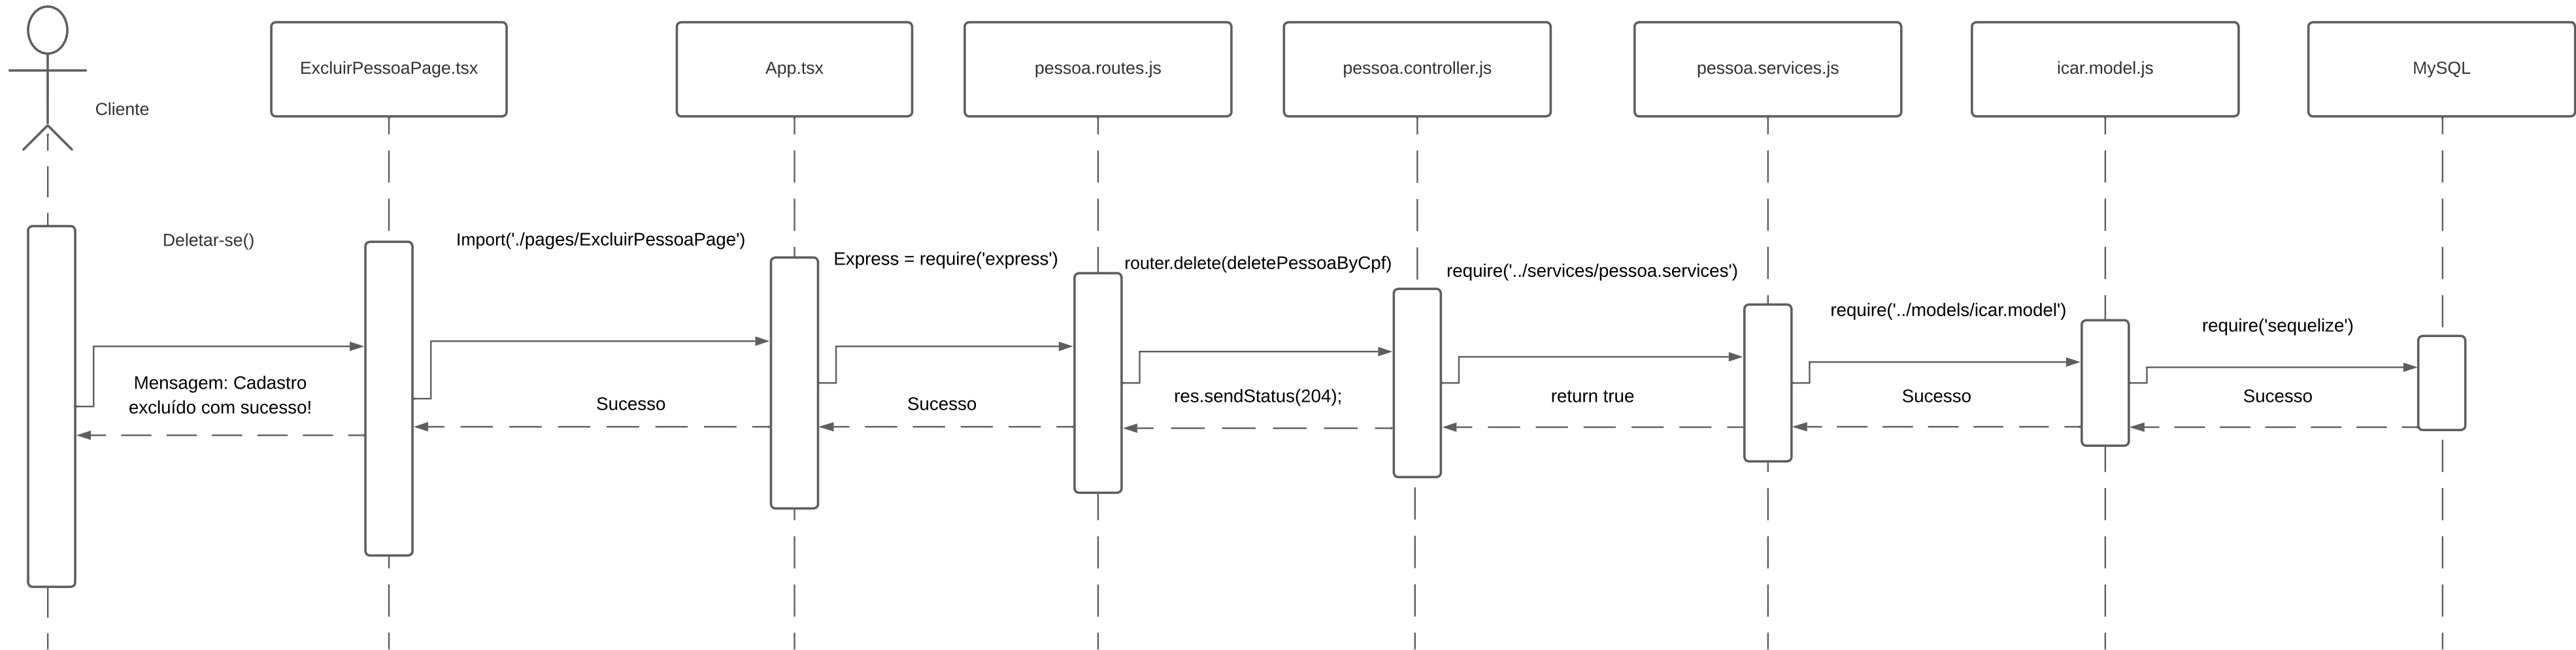 ExcluirPessoaPage.tsx
App.tsx
pessoa.routes.js
pessoa.controller.js
pessoa.services.js
icar.model.js
MySQL
Cliente
Deletar-se()
Import('./pages/ExcluirPessoaPage')
Express = require('express')
router.delete(deletePessoaByCpf)
require('../services/pessoa.services')
require('../models/icar.model')
require('sequelize')
Mensagem: Cadastro
excluído com sucesso!
Sucesso
Sucesso
res.sendStatus(204);
return true
Sucesso
Sucesso